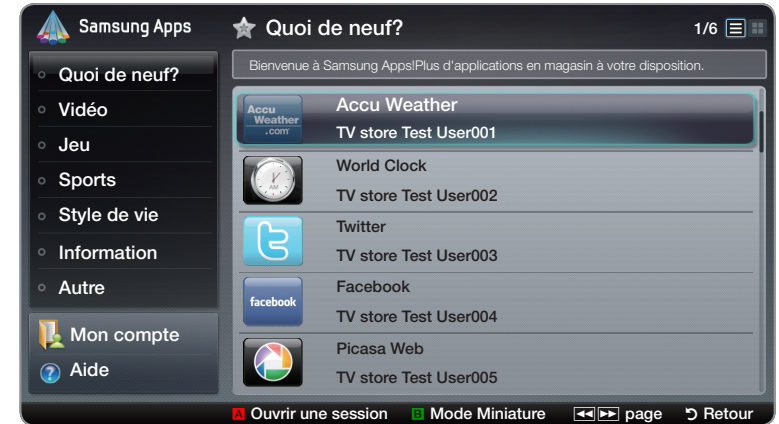 Samsung Apps
Quoi de neuf?
1/6
Quoi de neuf?
Vidéo
Jeu
Sports
Style de vie
Information
Autre
Mon compte
Aide
Bienvenue à Samsung Apps!Plus d'applications en magasin à votre disposition.
Accu
Weather
.com
Accu Weather
TV store Test User001
AM
World Clock
TV store Test User002
Twitter
TV store Test User003
facebook
Facebook
TV store Test User004
Picasa Web
TV store Test User005
A Ouvrir une session
B Mode Miniature
page
Retour